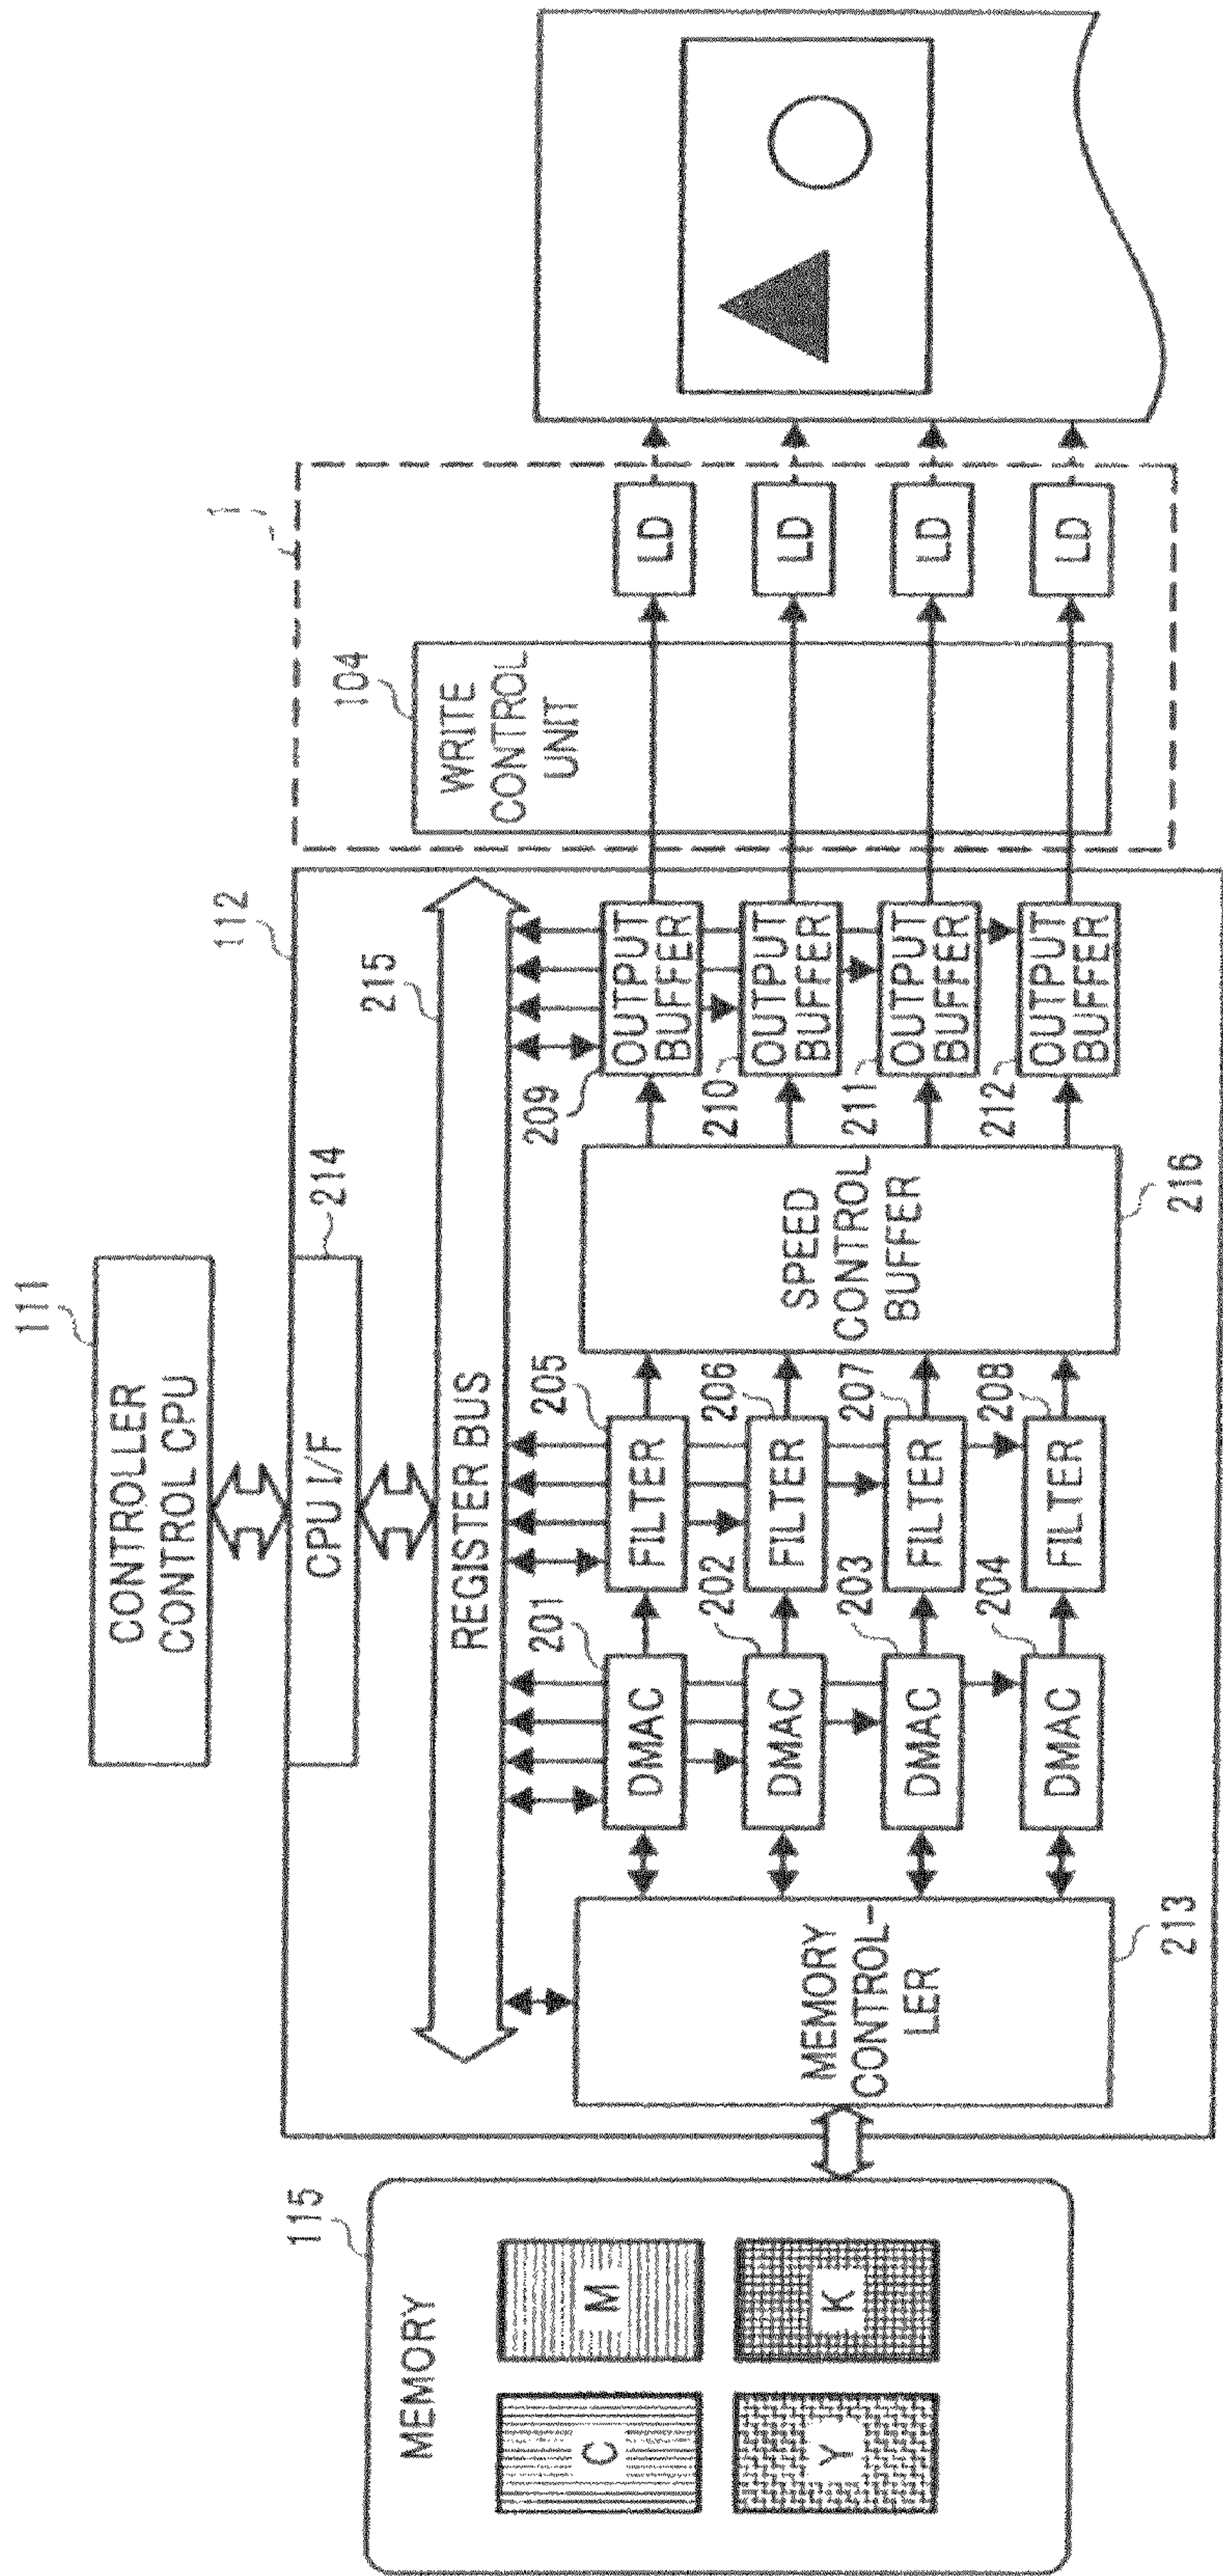 111
CONTROLLER
CONTROL CPU
214
CPU I/F
112
215
REGISTER BUS
115
MEMORY
C
M
Y
K
MEMORY
CONTROL-
LER
213
201
DMAC
202
DMAC
203
DMAC
204
DMAC
205
FILTER
206
FILTER
207
FILTER
208
FILTER
SPEED
CONTROL
BUFFER
216
209
OUTPUT
BUFFER
210
OUTPUT
BUFFER
211
OUTPUT
BUFFER
212
OUTPUT
BUFFER
1
104
WRITE
CONTROL
UNIT
LD
LD
LD
LD